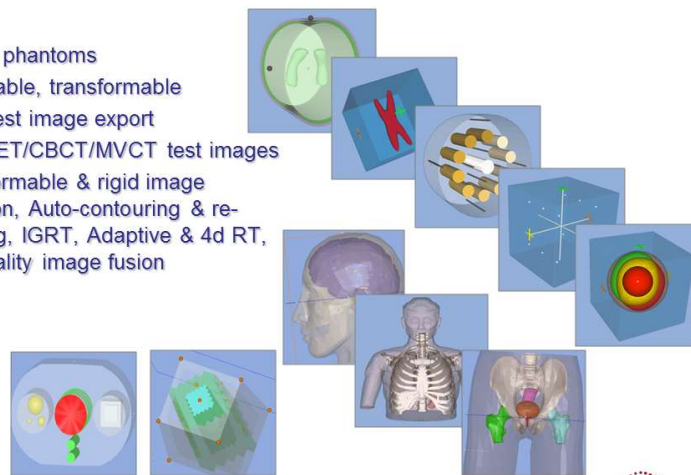 phantoms
able, transformable
est image export
ET/CBCT/MVCT test images
ormable & rigid image
on, Auto-contouring & re-
g, IGRT, Adaptive & 4d RT,
ality image fusion